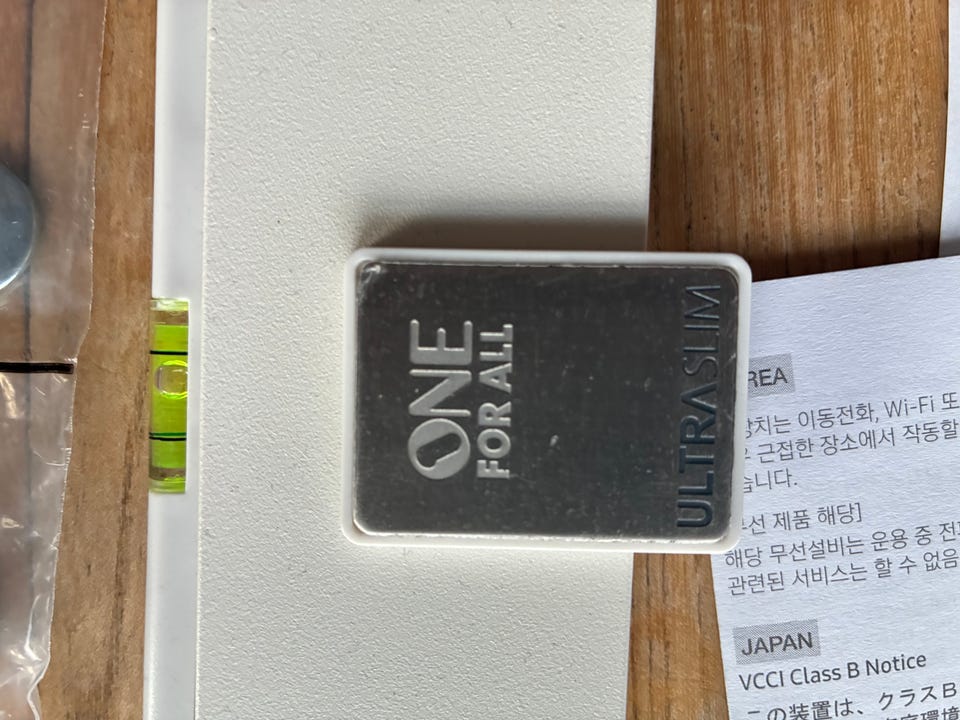 ONE
FOR ALL
ULTRASLIM
REA
장치는 이동전화, Wi-Fi 또
근접한 장소에서 작동할
습니다.
선 제품 해당]
해당 무선설비는 운용 중 전파
관련된 서비스는 할 수 없음
JAPAN
VCCI Class B Notice
この装置は、クラスB